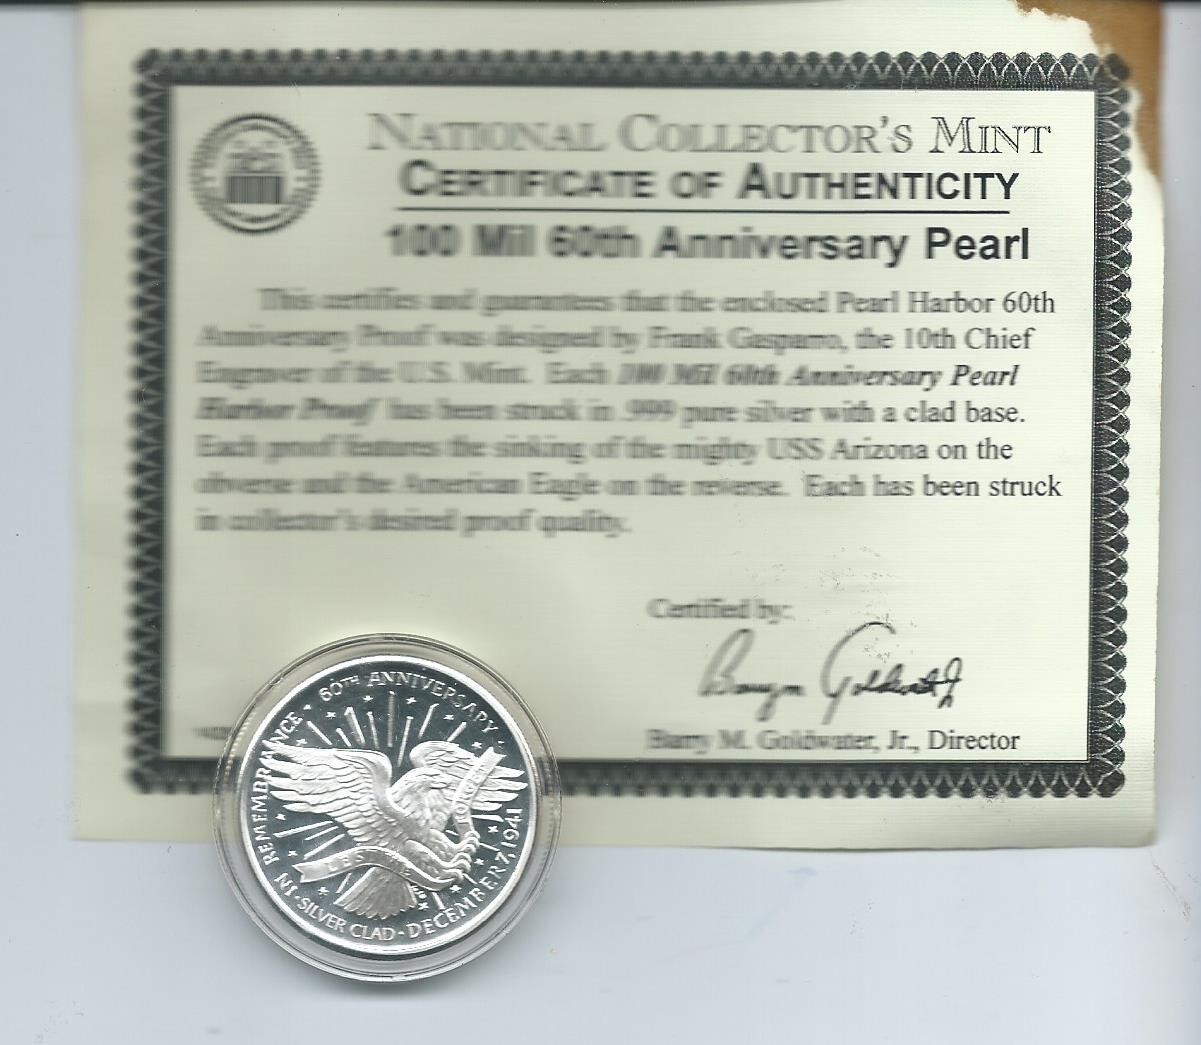 NATIONAL COLLECTOR'S MINT
CERTIFICATE OF AUTHENTICITY
100 Mil 60th Anniversary Pearl
This certifies and guarantees that the enclosed Pearl Harbor 60th
Anniversary Proof was designed by Frank Gasparro, the 10th Chief
Engraver of the U.S. Mint. Each 100 Mil 60th Anniversary Pearl
Harbor Proof has been struck in .999 pure silver with a clad base.
Each proof features the sinking of the mighty USS Arizona on the
obverse and the American Eagle on the reverse. Each has been struck
in collector's desired proof quality.
Certified by:
Barry M. Goldwater, Jr., Director
IN REMEMBRANCE • 60TH ANNIVERSARY
SILVER CLAD • DECEMBER 7, 1941
LEST WE
FORGET